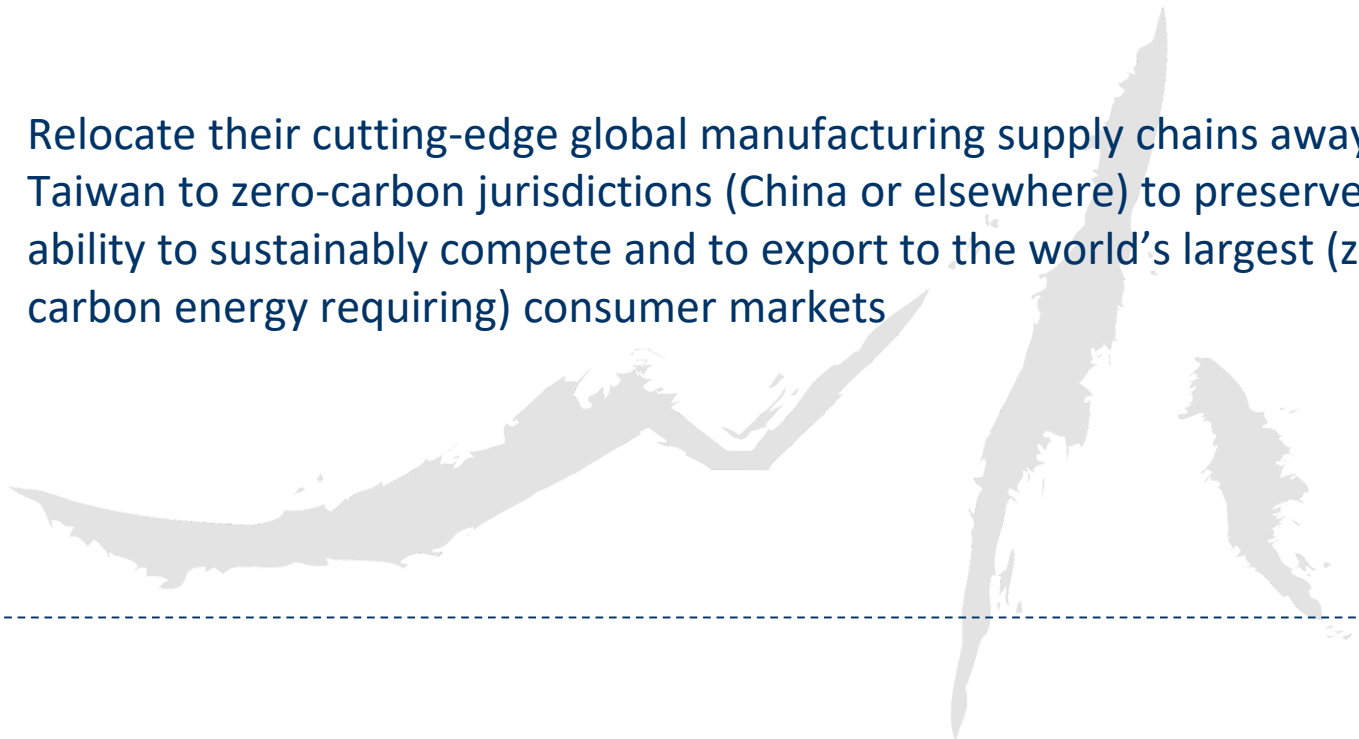 Relocate their cutting-edge global manufacturing supply chains away
Taiwan to zero-carbon jurisdictions (China or elsewhere) to preserve
ability to sustainably compete and to export to the world’s largest (z
carbon energy requiring) consumer markets